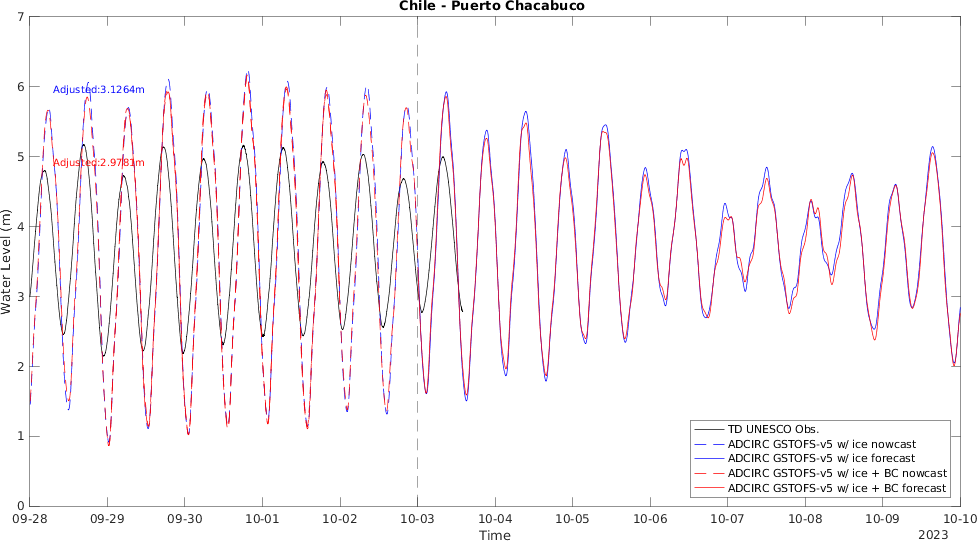 Chile - Puerto Chacabuco
Water Level (m)
7
6
5
4
3
2
1
0
Adjusted:3.1264m
Adjusted:2.9781m
TD UNESCO Obs.
ADCIRC GSTOFS-v5 w/ ice nowcast
ADCIRC GSTOFS-v5 w/ ice forecast
ADCIRC GSTOFS-v5 w/ ice + BC nowcast
ADCIRC GSTOFS-v5 w/ ice + BC forecast
09-28 09-29 09-30 10-01 10-02 10-03 10-04 10-05 10-06 10-07 10-08 10-09 10-10
Time
2023